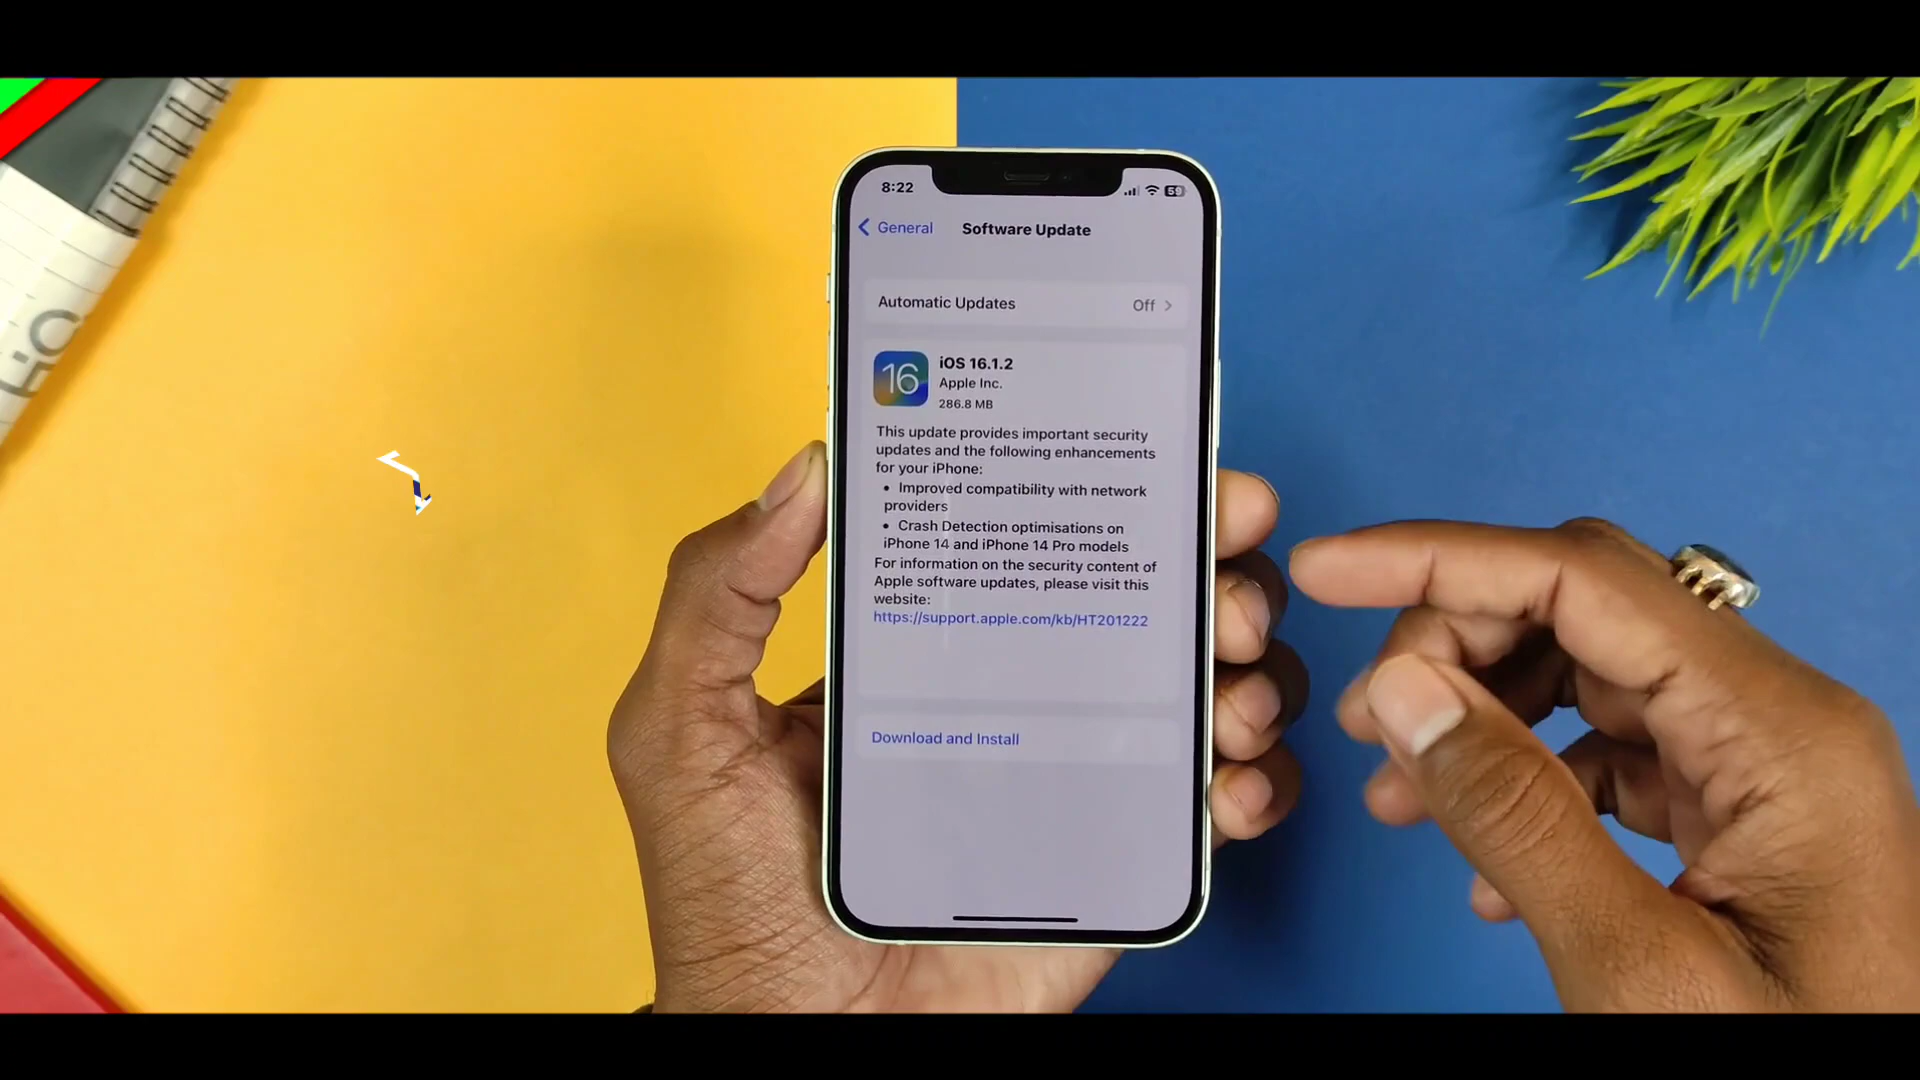 8:22
59
General
Software Update
Automatic Updates
Off
16
iOS 16.1.2
Apple Inc.
286.8 MB
This update provides important security
updates and the following enhancements
for your iPhone:
• Improved compatibility with network
providers
• Crash Detection optimisations on
iPhone 14 and iPhone 14 Pro models
For information on the security content of
Apple software updates, please visit this
website:
https://support.apple.com/kb/HT201222
Download and Install